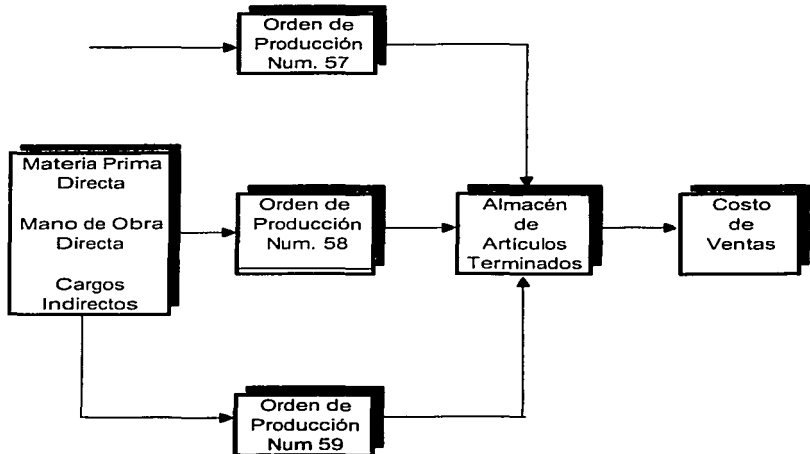 Orden de
Producción
Num. 57
Materia Prima
Directa
Mano de Obra
Directa
Cargos
Indirectos
Orden de
Producción
Num. 58
Almacén
de
Artículos
Terminados
Costo
de
Ventas
Orden de
Producción
Num 59